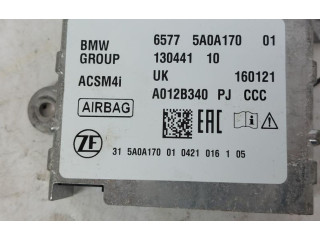 BMW 6577 5A0A170 01
GROUP 130441 10
ACSM4i UK 160121
AIRBAG A012B340 PJ CCC
EAC
ZF 31 5A0A170 01 0421 016 1 05